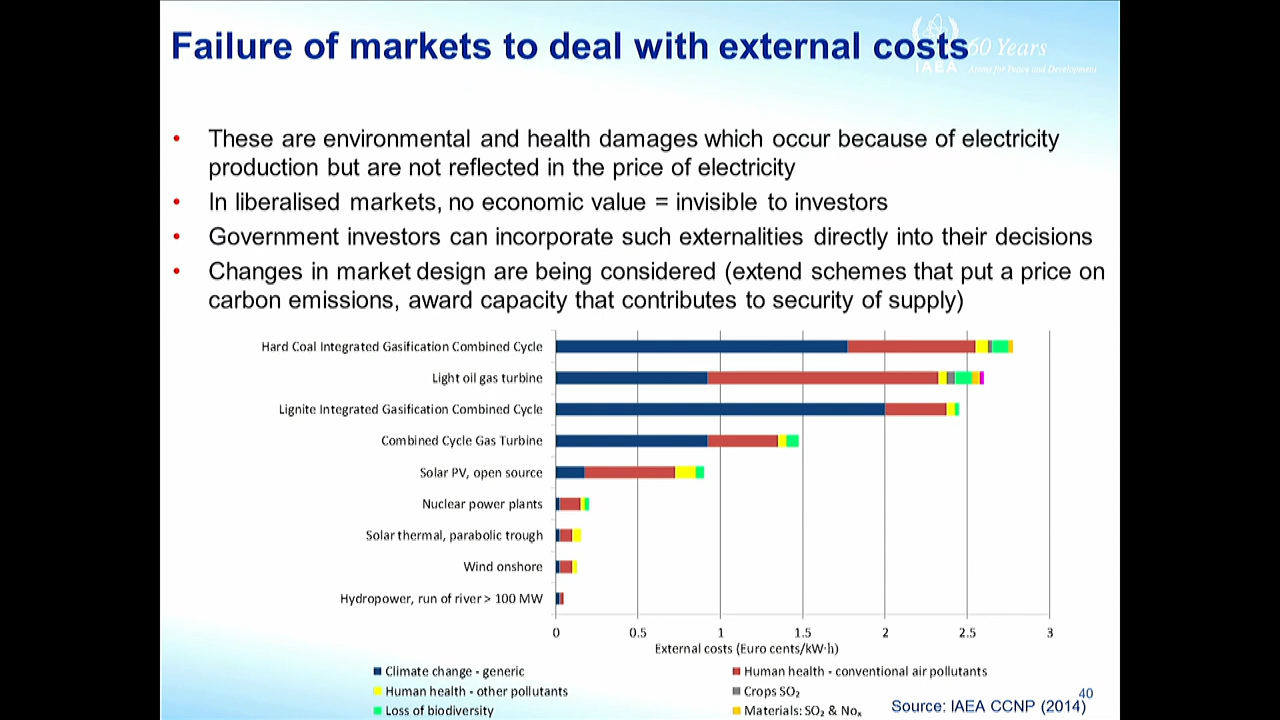 Failure of markets to deal with external costs
60 Years
IAEA Atoms for Peace and Development
• These are environmental and health damages which occur because of electricity
production but are not reflected in the price of electricity
• In liberalised markets, no economic value = invisible to investors
• Government investors can incorporate such externalities directly into their decisions
• Changes in market design are being considered (extend schemes that put a price on
carbon emissions, award capacity that contributes to security of supply)
Hard Coal Integrated Gasification Combined Cycle
Light oil gas turbine
Lignite Integrated Gasification Combined Cycle
Combined Cycle Gas Turbine
Solar PV, open source
Nuclear power plants
Solar thermal, parabolic trough
Wind onshore
Hydropower, run of river > 100 MW
0 0.5 1 1.5 2 2.5 3
External costs (Euro cents/kW·h)
Climate change - generic
Human health - conventional air pollutants
Human health - other pollutants
Crops SO₂
Loss of biodiversity
Materials: SO₂ & Noₓ
40
Source: IAEA CCNP (2014)